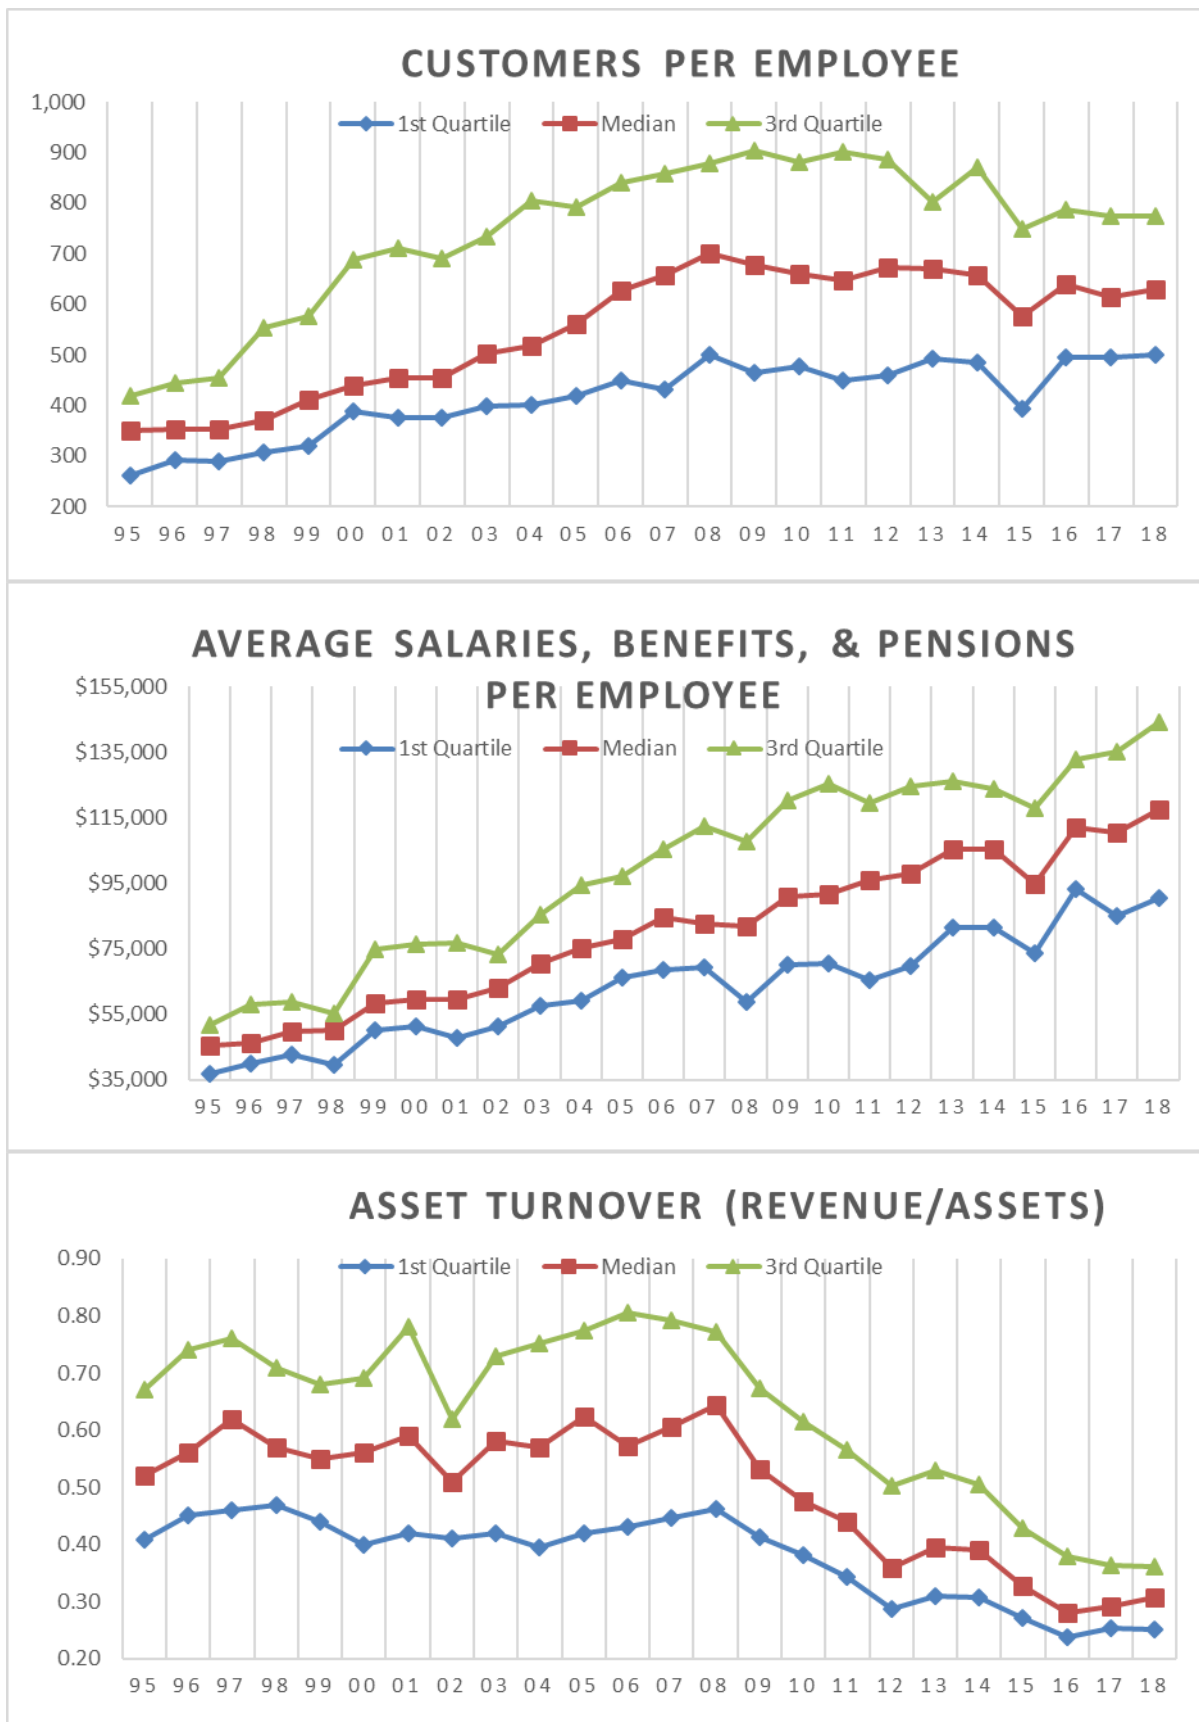 CUSTOMERS PER EMPLOYEE
1,000
1st Quartile Median 3rd Quartile
900
800
700
600
500
400
300
200
95 96 97 98 99 00 01 02 03 04 05 06 07 08 09 10 11 12 13 14 15 16 17 18
AVERAGE SALARIES, BENEFITS, & PENSIONS
PER EMPLOYEE
$155,000
1st Quartile Median 3rd Quartile
$135,000
$115,000
$95,000
$75,000
$55,000
$35,000
95 96 97 98 99 00 01 02 03 04 05 06 07 08 09 10 11 12 13 14 15 16 17 18
ASSET TURNOVER (REVENUE/ASSETS)
0.90
1st Quartile Median 3rd Quartile
0.80
0.70
0.60
0.50
0.40
0.30
0.20
95 96 97 98 99 00 01 02 03 04 05 06 07 08 09 10 11 12 13 14 15 16 17 18